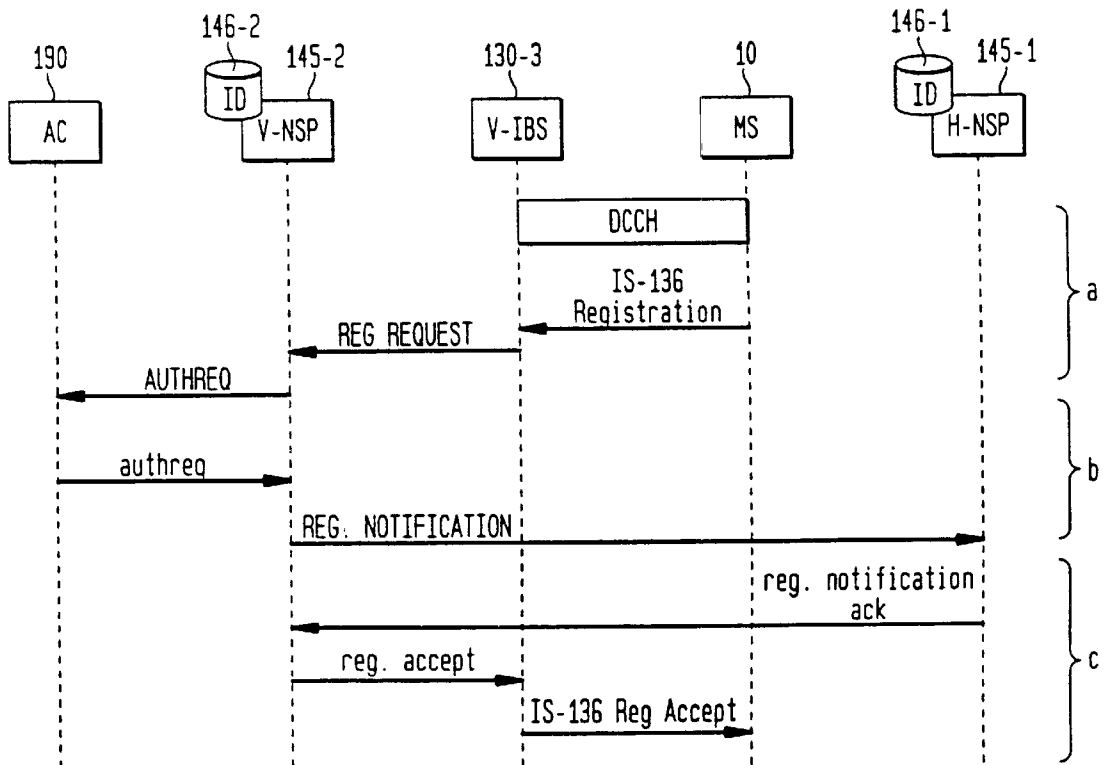 146-2
146-1
190
145-2
130-3
10
145-1
ID
ID
AC
V-NSP
V-IBS
MS
H-NSP
DCCH
IS-136
Registration
a
REG REQUEST
AUTHREQ
authreq
b
REG. NOTIFICATION
reg. notification
ack
reg. accept
c
IS-136 Reg Accept